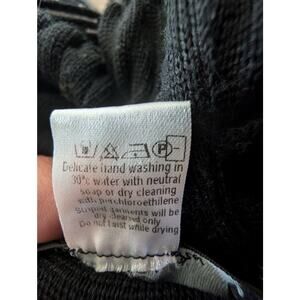 P
Delicate hand washing in
30°c water with neutral
soap or dry cleaning
with perchloroethilene
Striped garments will be
dry cleaned only
Do not twist while drying